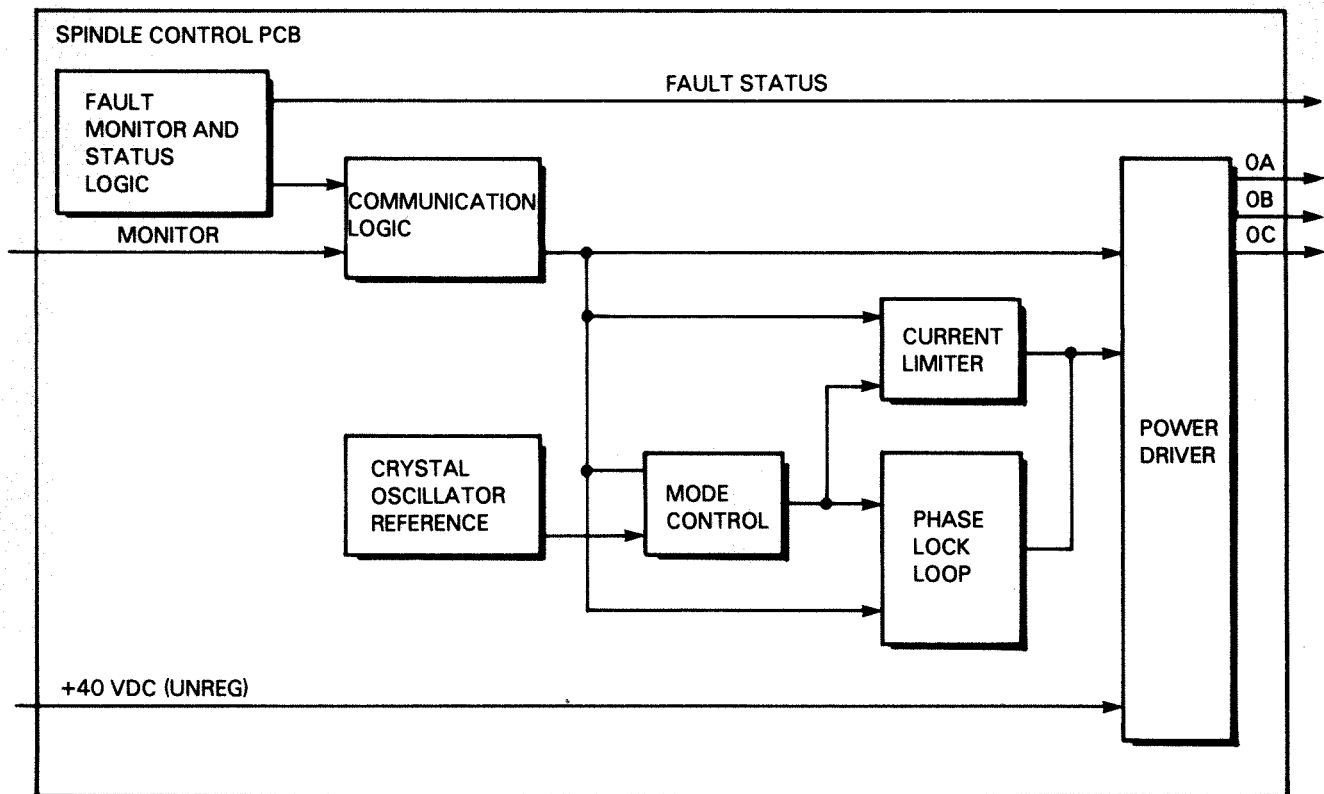 SPINDLE CONTROL PCB
FAULT STATUS
FAULT
MONITOR AND
STATUS
LOGIC
0A
0B
0C
COMMUNICATION
LOGIC
MONITOR
CURRENT
LIMITER
POWER
DRIVER
CRYSTAL
OSCILLATOR
REFERENCE
MODE
CONTROL
PHASE
LOCK
LOOP
+40 VDC (UNREG)